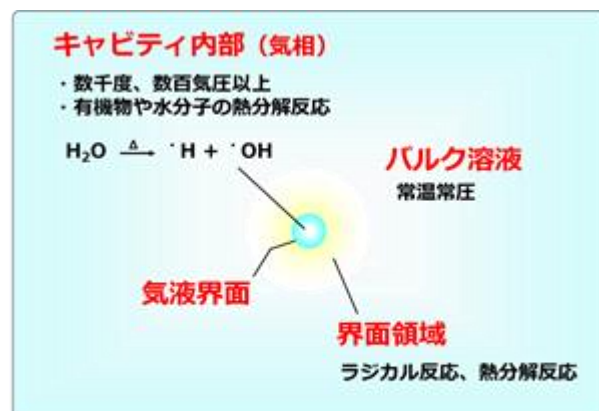 キャビティ内部（気相）
・数千度、数百気圧以上
・有機物や水分子の熱分解反応
H₂O —Δ→ ・H + ・OH
バルク溶液
常温常圧
気液界面
界面領域
ラジカル反応、熱分解反応